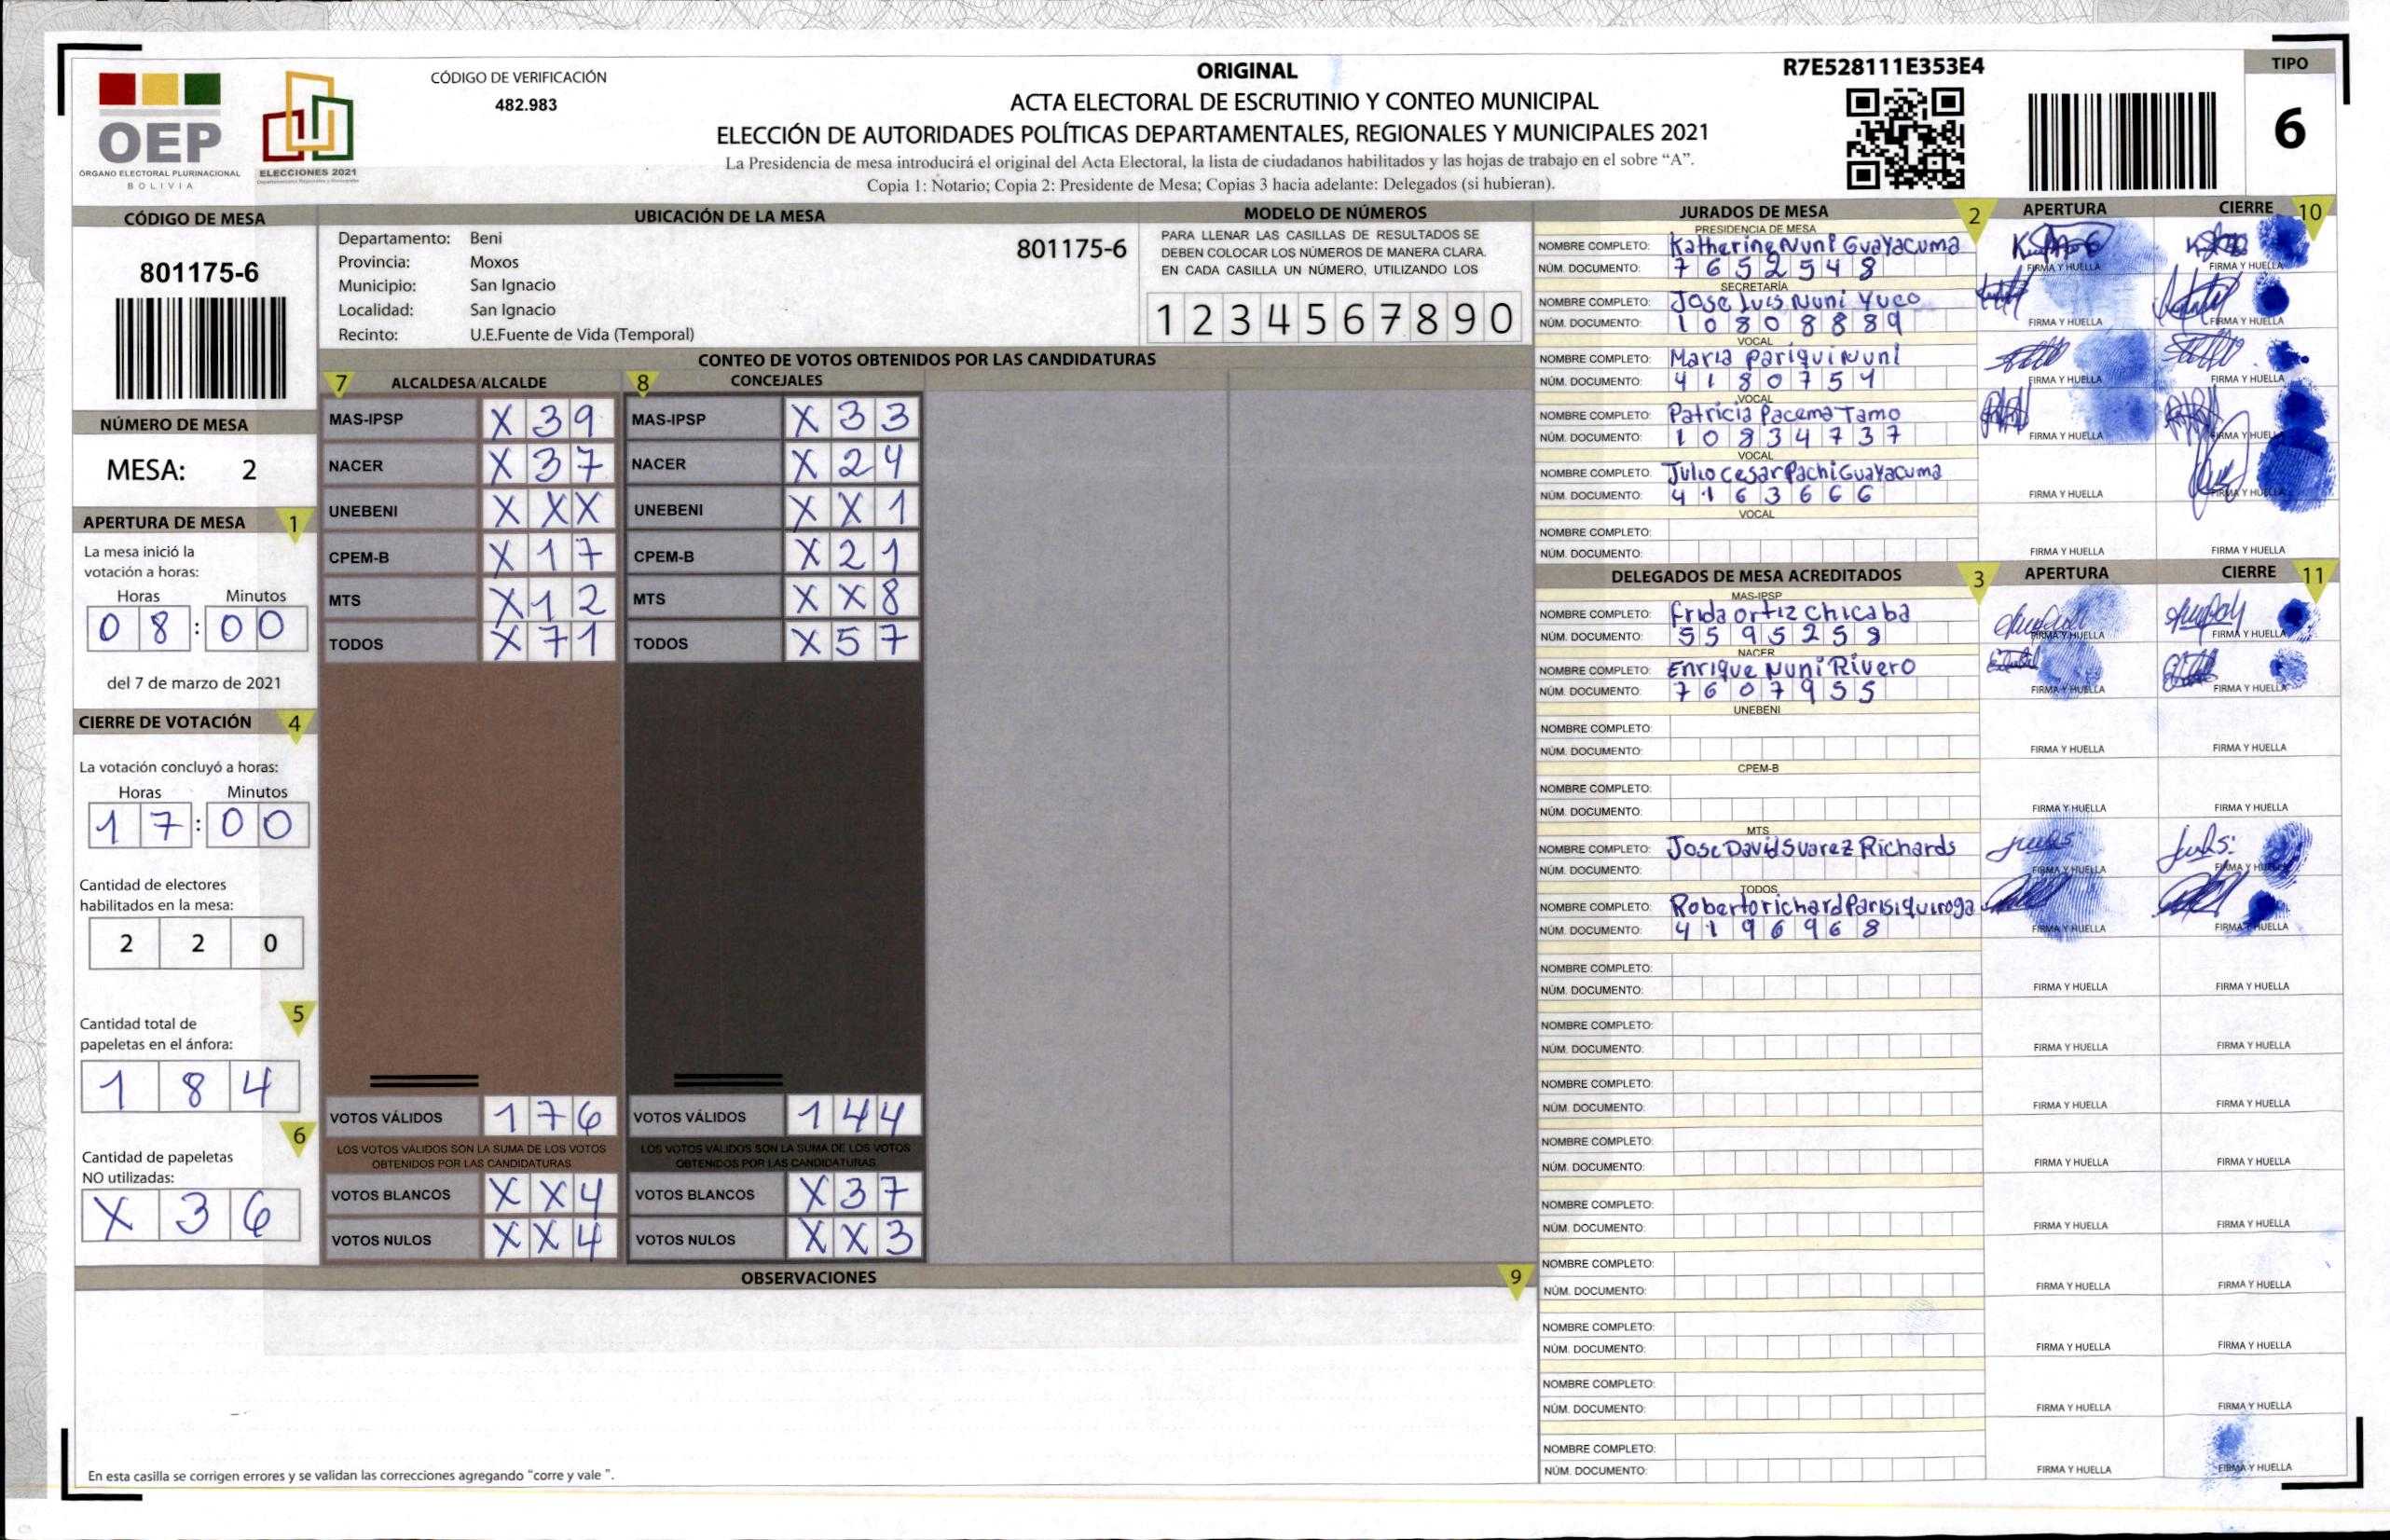 CÓDIGO DE VERIFICACIÓN
482.983
OEP
ÓRGANO ELECTORAL PLURINACIONAL
BOLIVIA
ELECCIONES 2021
ORIGINAL
ACTA ELECTORAL DE ESCRUTINIO Y CONTEO MUNICIPAL
ELECCIÓN DE AUTORIDADES POLÍTICAS DEPARTAMENTALES, REGIONALES Y MUNICIPALES 2021
La Presidencia de mesa introducirá el original del Acta Electoral, la lista de ciudadanos habilitados y las hojas de trabajo en el sobre “A”.
Copia 1: Notario; Copia 2: Presidente de Mesa; Copias 3 hacia adelante: Delegados (si hubieran).
R7E528111E353E4
TIPO
6
CÓDIGO DE MESA
801175-6
NÚMERO DE MESA
MESA: 2
APERTURA DE MESA 1
La mesa inició la
votación a horas:
Horas Minutos
0 8 : 0 0
del 7 de marzo de 2021
CIERRE DE VOTACIÓN 4
La votación concluyó a horas:
Horas Minutos
1 7 : 0 0
Cantidad de electores
habilitados en la mesa:
2 2 0
5
Cantidad total de
papeletas en el ánfora:
1 8 4
6
Cantidad de papeletas
NO utilizadas:
X 3 6
UBICACIÓN DE LA MESA
Departamento: Beni
Provincia: Moxos
Municipio: San Ignacio
Localidad: San Ignacio
Recinto: U.E.Fuente de Vida (Temporal)
801175-6
MODELO DE NÚMEROS
PARA LLENAR LAS CASILLAS DE RESULTADOS SE
DEBEN COLOCAR LOS NÚMEROS DE MANERA CLARA.
EN CADA CASILLA UN NÚMERO, UTILIZANDO LOS
1 2 3 4 5 6 7 8 9 0
CONTEO DE VOTOS OBTENIDOS POR LAS CANDIDATURAS
7 ALCALDESA/ALCALDE
MAS-IPSP X 3 9
NACER X 3 7
UNEBENI X X X
CPEM-B X 1 7
MTS X 1 2
TODOS X 7 1
VOTOS VÁLIDOS 1 7 6
LOS VOTOS VÁLIDOS SON LA SUMA DE LOS VOTOS
OBTENIDOS POR LAS CANDIDATURAS
VOTOS BLANCOS X X 4
VOTOS NULOS X X 4
8 CONCEJALES
MAS-IPSP X 3 3
NACER X 2 4
UNEBENI X X 1
CPEM-B X 2 1
MTS X X 8
TODOS X 5 7
VOTOS VÁLIDOS 1 4 4
LOS VOTOS VÁLIDOS SON LA SUMA DE LOS VOTOS
OBTENIDOS POR LAS CANDIDATURAS
VOTOS BLANCOS X 3 7
VOTOS NULOS X X 3
OBSERVACIONES 9
En esta casilla se corrigen errores y se validan las correcciones agregando “corre y vale ”.
JURADOS DE MESA 2 APERTURA CIERRE 10
PRESIDENCIA DE MESA
NOMBRE COMPLETO: Katherine Nuni Guayacuma
NÚM. DOCUMENTO: 7 6 5 2 5 4 8 FIRMA Y HUELLA FIRMA Y HUELLA
SECRETARÍA
NOMBRE COMPLETO: Jose Luis Nuni Yuco
NÚM. DOCUMENTO: 1 0 8 0 8 8 8 9 FIRMA Y HUELLA FIRMA Y HUELLA
VOCAL
NOMBRE COMPLETO: Maria Pariqui Nuni
NÚM. DOCUMENTO: 4 1 8 0 7 5 4 FIRMA Y HUELLA FIRMA Y HUELLA
VOCAL
NOMBRE COMPLETO: Patricia Pacema Tamo
NÚM. DOCUMENTO: 1 0 8 3 4 7 3 7 FIRMA Y HUELLA FIRMA Y HUELLA
VOCAL
NOMBRE COMPLETO: Julio Cesar Pachi Guayacuma
NÚM. DOCUMENTO: 4 1 6 3 6 6 6 FIRMA Y HUELLA FIRMA Y HUELLA
VOCAL
NOMBRE COMPLETO:
NÚM. DOCUMENTO: FIRMA Y HUELLA FIRMA Y HUELLA
DELEGADOS DE MESA ACREDITADOS 3 APERTURA CIERRE 11
MAS-IPSP
NOMBRE COMPLETO: Frida Ortiz Chicaba
NÚM. DOCUMENTO: 5 5 9 5 2 5 8 FIRMA Y HUELLA FIRMA Y HUELLA
NACER
NOMBRE COMPLETO: Enrique Nuni Rivero
NÚM. DOCUMENTO: 7 6 0 7 9 5 5 FIRMA Y HUELLA FIRMA Y HUELLA
UNEBENI
NOMBRE COMPLETO:
NÚM. DOCUMENTO: FIRMA Y HUELLA FIRMA Y HUELLA
CPEM-B
NOMBRE COMPLETO:
NÚM. DOCUMENTO: FIRMA Y HUELLA FIRMA Y HUELLA
MTS
NOMBRE COMPLETO: Jose David Suarez Richards
NÚM. DOCUMENTO: FIRMA Y HUELLA FIRMA Y HUELLA
TODOS
NOMBRE COMPLETO: Roberto richard Parisi quiroga
NÚM. DOCUMENTO: 4 1 9 6 9 6 8 FIRMA Y HUELLA FIRMA Y HUELLA
NOMBRE COMPLETO:
NÚM. DOCUMENTO: FIRMA Y HUELLA FIRMA Y HUELLA
NOMBRE COMPLETO:
NÚM. DOCUMENTO: FIRMA Y HUELLA FIRMA Y HUELLA
NOMBRE COMPLETO:
NÚM. DOCUMENTO: FIRMA Y HUELLA FIRMA Y HUELLA
NOMBRE COMPLETO:
NÚM. DOCUMENTO: FIRMA Y HUELLA FIRMA Y HUELLA
NOMBRE COMPLETO:
NÚM. DOCUMENTO: FIRMA Y HUELLA FIRMA Y HUELLA
NOMBRE COMPLETO:
NÚM. DOCUMENTO: FIRMA Y HUELLA FIRMA Y HUELLA
NOMBRE COMPLETO:
NÚM. DOCUMENTO: FIRMA Y HUELLA FIRMA Y HUELLA
NOMBRE COMPLETO:
NÚM. DOCUMENTO: FIRMA Y HUELLA FIRMA Y HUELLA
NOMBRE COMPLETO:
NÚM. DOCUMENTO: FIRMA Y HUELLA FIRMA Y HUELLA